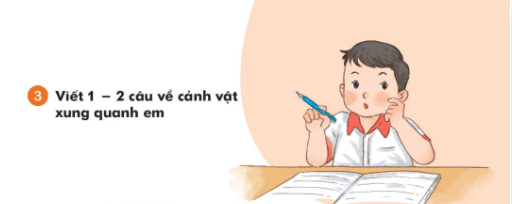 3 Viết 1 – 2 câu về cảnh vật
xung quanh em